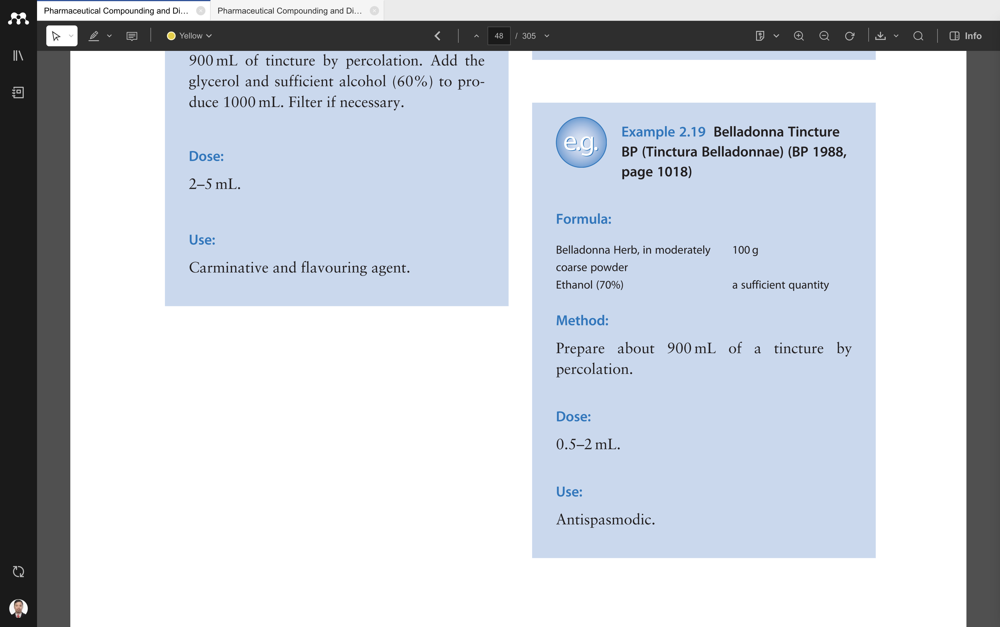 Pharmaceutical Compounding and Di...
Pharmaceutical Compounding and Di...
Yellow
48 / 305
Info
900 mL of tincture by percolation. Add the
glycerol and sufficient alcohol (60%) to pro-
duce 1000 mL. Filter if necessary.
Dose:
2–5 mL.
Use:
Carminative and flavouring agent.
e.g.
Example 2.19 Belladonna Tincture
BP (Tinctura Belladonnae) (BP 1988,
page 1018)
Formula:
Belladonna Herb, in moderately 100 g
coarse powder
Ethanol (70%) a sufficient quantity
Method:
Prepare about 900 mL of a tincture by
percolation.
Dose:
0.5–2 mL.
Use:
Antispasmodic.